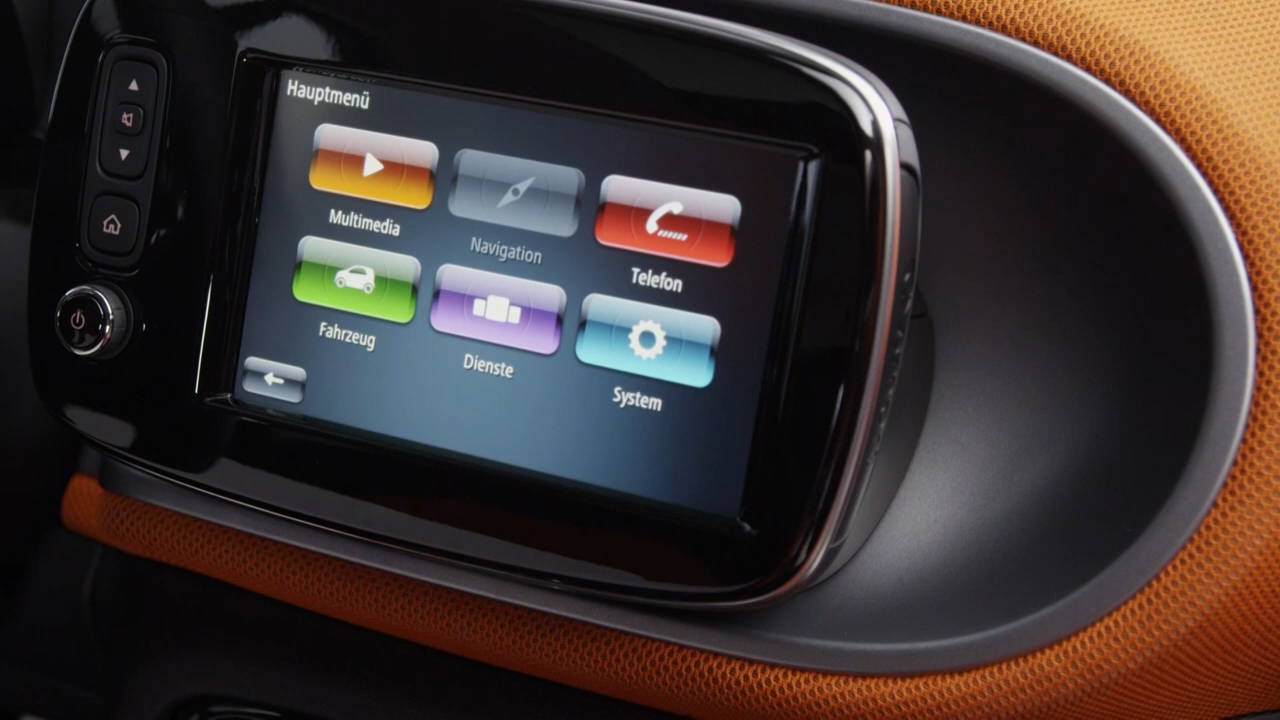 Hauptmenü
Multimedia
Navigation
Telefon
Fahrzeug
Dienste
System